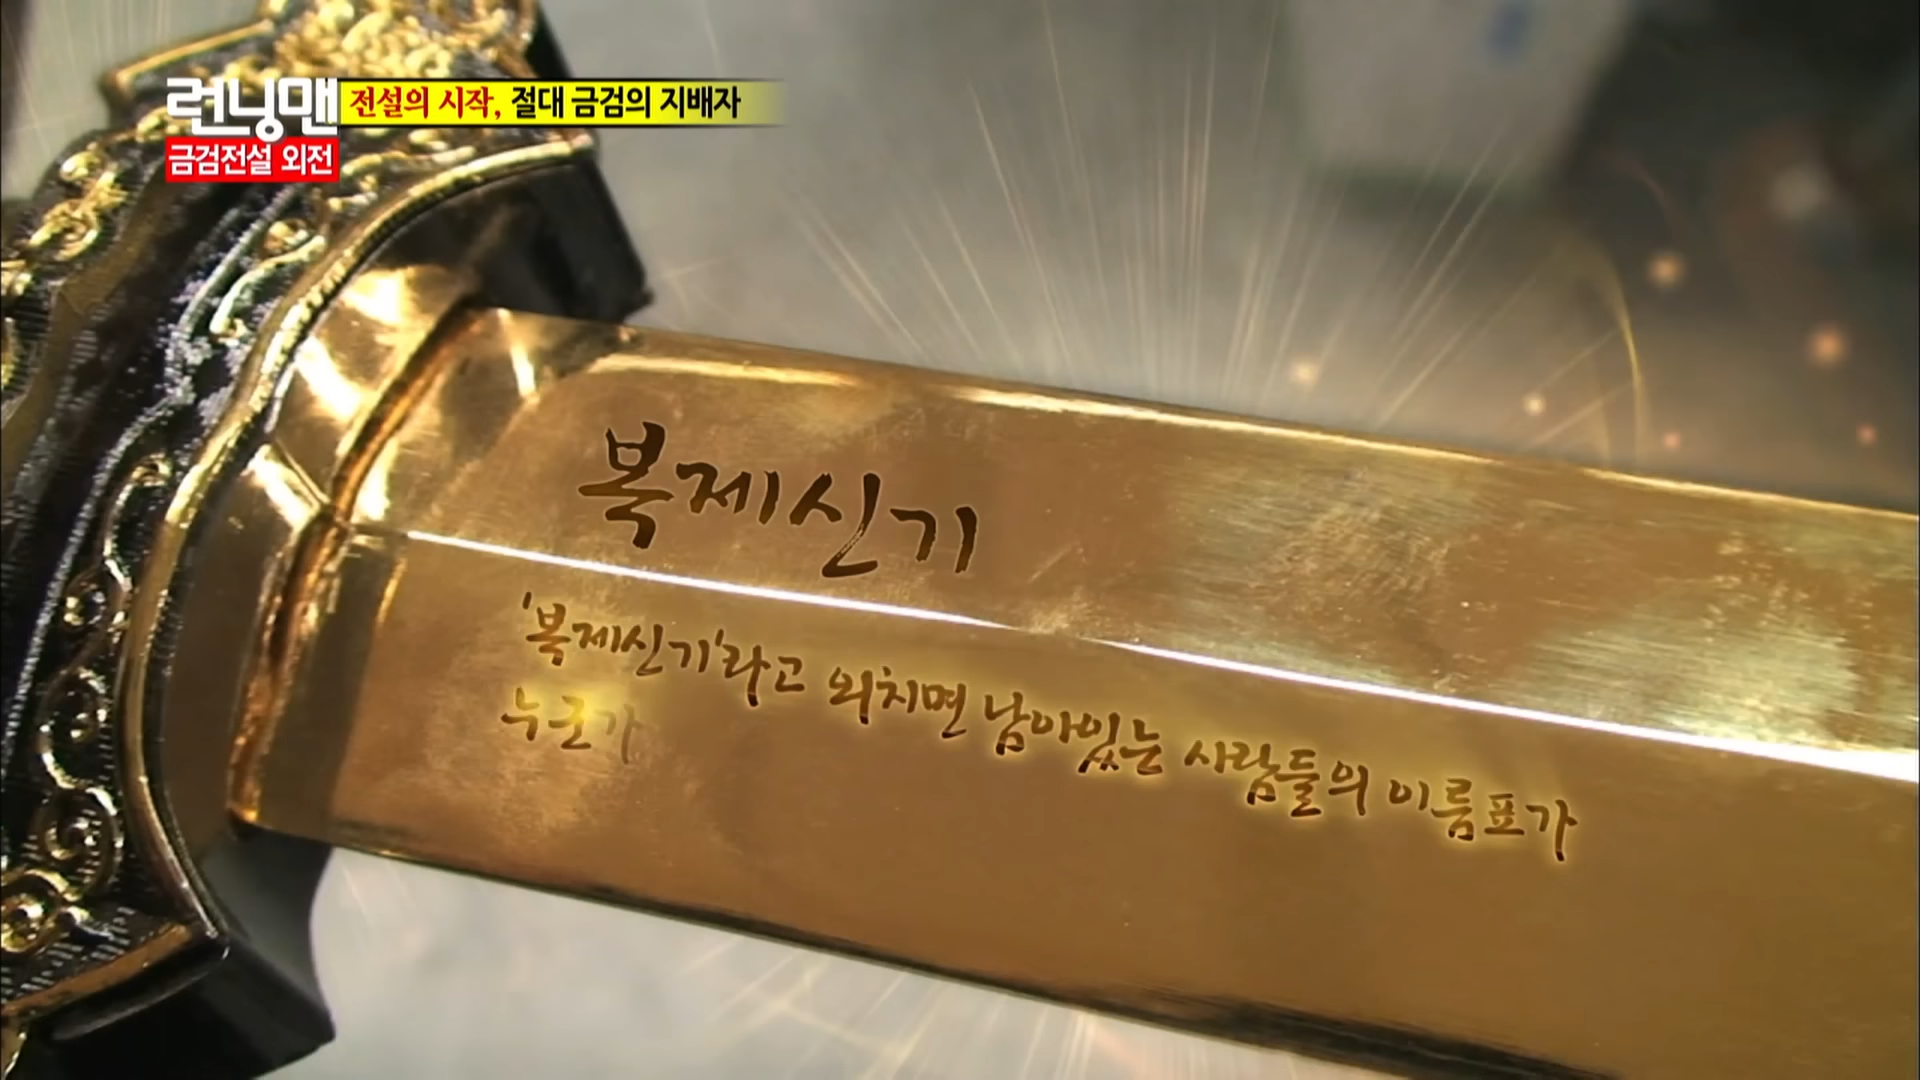 런닝맨
전설의 시작, 절대 금검의 지배자
금검전설 외전
복제신기
'복제신기'라고 외치면 남아있는 사람들의 이름표가
누군가